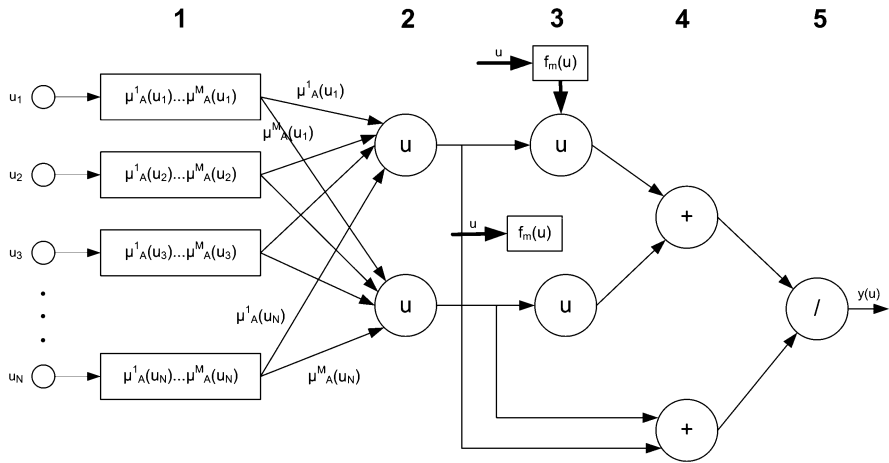 1 2 3 4 5
u fm(u)
u1 μ1A(u1)...μMA(u1) μ1A(u1)
μMA(u1)
u u
u2 μ1A(u2)...μMA(u2)
+
u3 μ1A(u3)...μMA(u3) u fm(u)
y(u)
u u /
μ1A(uN)
uN μ1A(uN)...μMA(uN) μMA(uN)
+